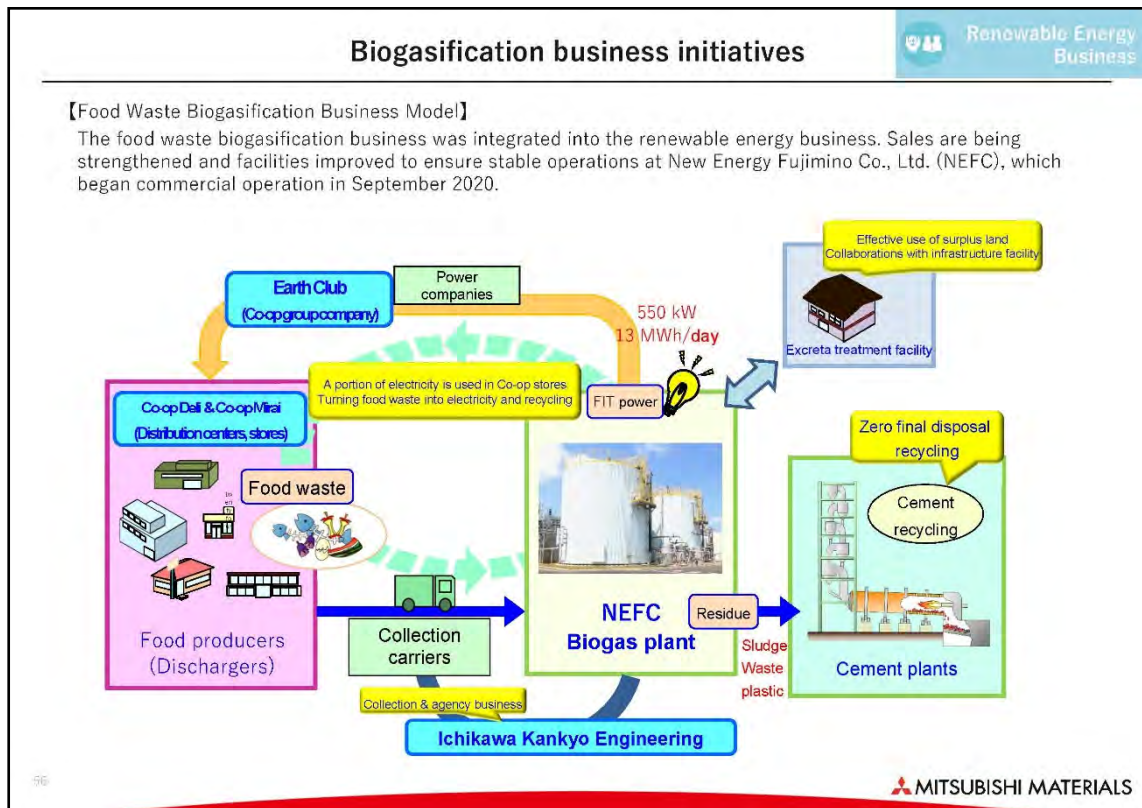 Biogasification business initiatives
Renewable Energy
Business
【Food Waste Biogasification Business Model】
The food waste biogasification business was integrated into the renewable energy business. Sales are being
strengthened and facilities improved to ensure stable operations at New Energy Fujimino Co., Ltd. (NEFC), which
began commercial operation in September 2020.
Effective use of surplus land
Collaborations with infrastructure facility
Excreta treatment facility
Earth Club
(Co-op group company)
Power
companies
550 kW
13 MWh/day
A portion of electricity is used in Co-op stores
Turning food waste into electricity and recycling
FIT power
Co-op Deli & Co-op Mirai
(Distribution centers, stores)
Food waste
Food producers
(Dischargers)
Collection
carriers
NEFC
Biogas plant
Residue
Sludge
Waste
plastic
Zero final disposal
recycling
Cement
recycling
Cement plants
Collection & agency business
Ichikawa Kankyo Engineering
56
MITSUBISHI MATERIALS